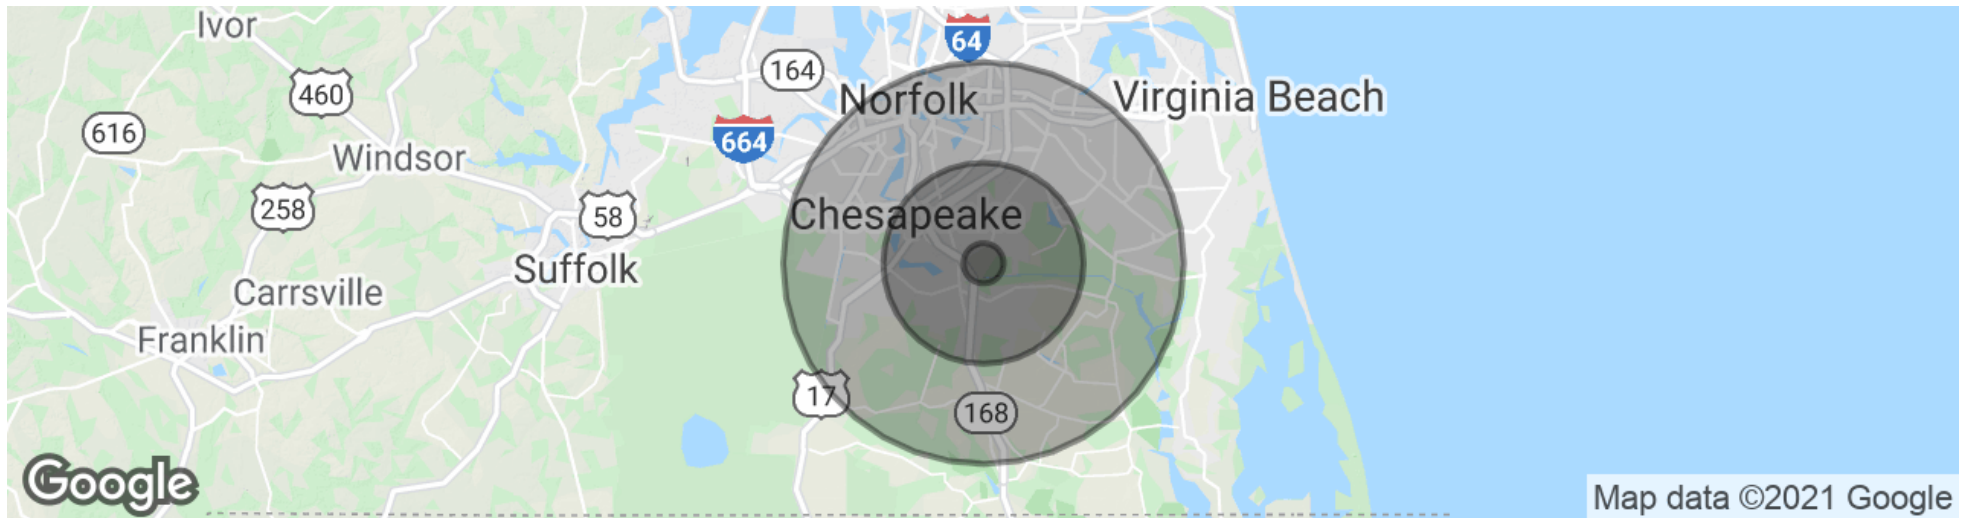 Ivor
64
164
460
Norfolk
Virginia Beach
616
664
Windsor
258
58
Chesapeake
Suffolk
Carrsville
Franklin
17
168
Google
Map data ©2021 Google